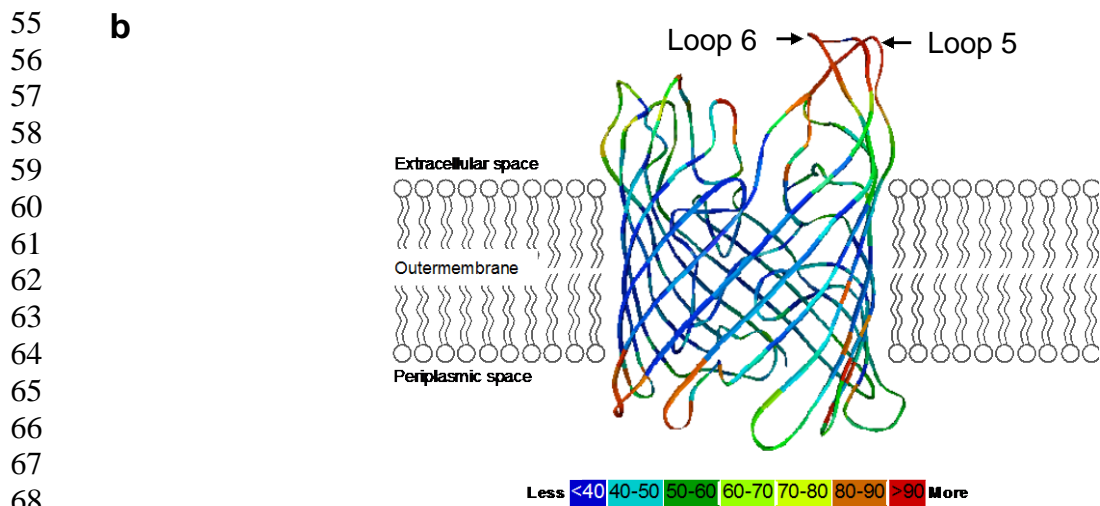 55
b
56
Loop 6
Loop 5
57
58
59
Extracellular space
60
61
62
Outermembrane
63
64
65
Periplasmic space
66
67
68
Less <40 40-50 50-60 60-70 70-80 80-90 >90 More